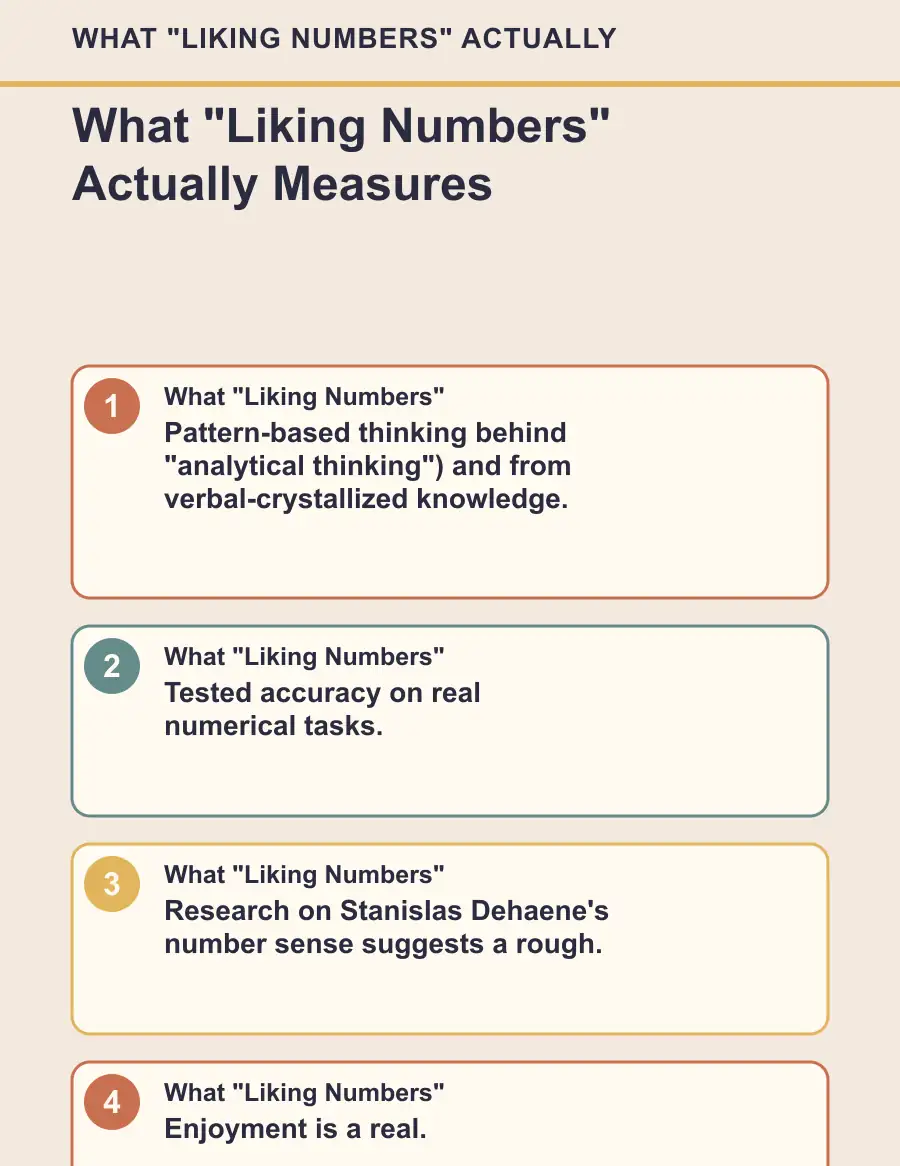 WHAT "LIKING NUMBERS" ACTUALLY
What "Liking Numbers"
Actually Measures
1
What "Liking Numbers"
Pattern-based thinking behind
"analytical thinking") and from
verbal-crystallized knowledge.
2
What "Liking Numbers"
Tested accuracy on real
numerical tasks.
3
What "Liking Numbers"
Research on Stanislas Dehaene's
number sense suggests a rough.
4
What "Liking Numbers"
Enjoyment is a real.